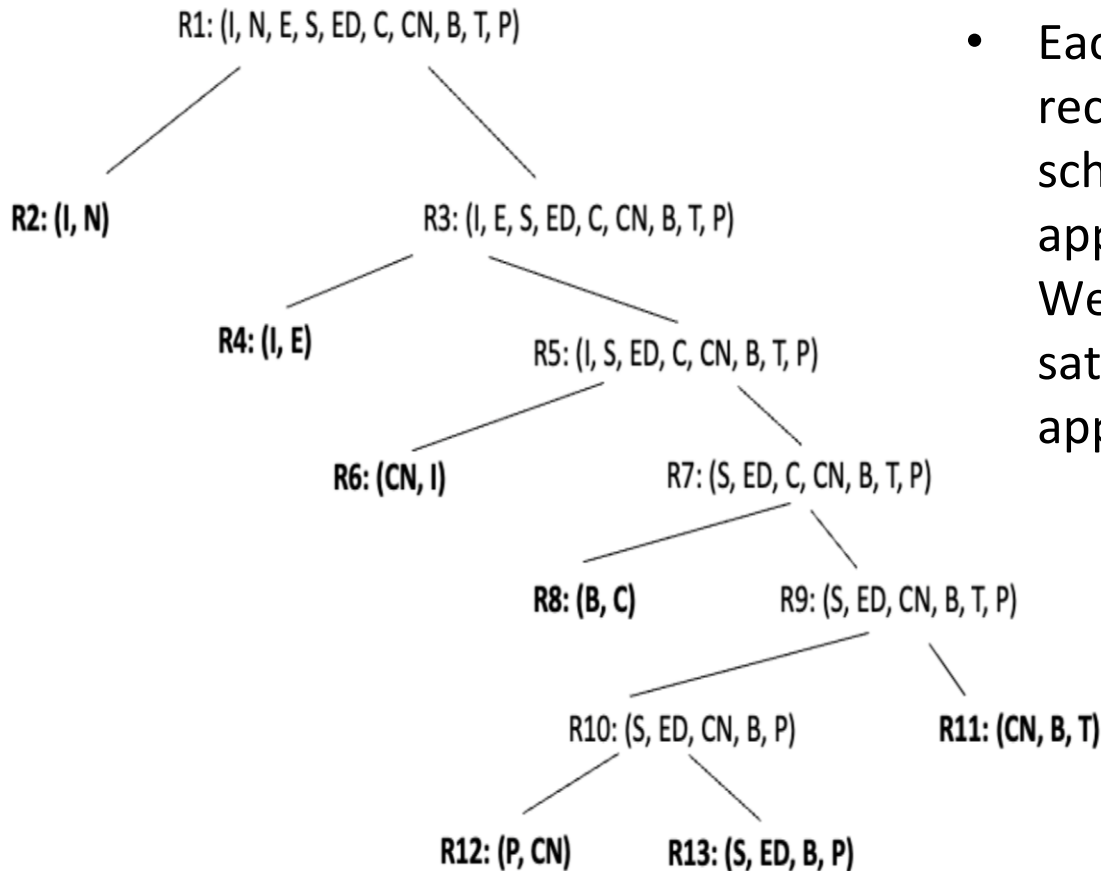 R1: (I, N, E, S, ED, C, CN, B, T, P)
R2: (I, N)
R3: (I, E, S, ED, C, CN, B, T, P)
R4: (I, E)
R5: (I, S, ED, C, CN, B, T, P)
R6: (CN, I)
R7: (S, ED, C, CN, B, T, P)
R8: (B, C)
R9: (S, ED, CN, B, T, P)
R10: (S, ED, CN, B, P)
R11: (CN, B, T)
R12: (P, CN)
R13: (S, ED, B, P)
• Eac
rec
sch
app
We
sat
app